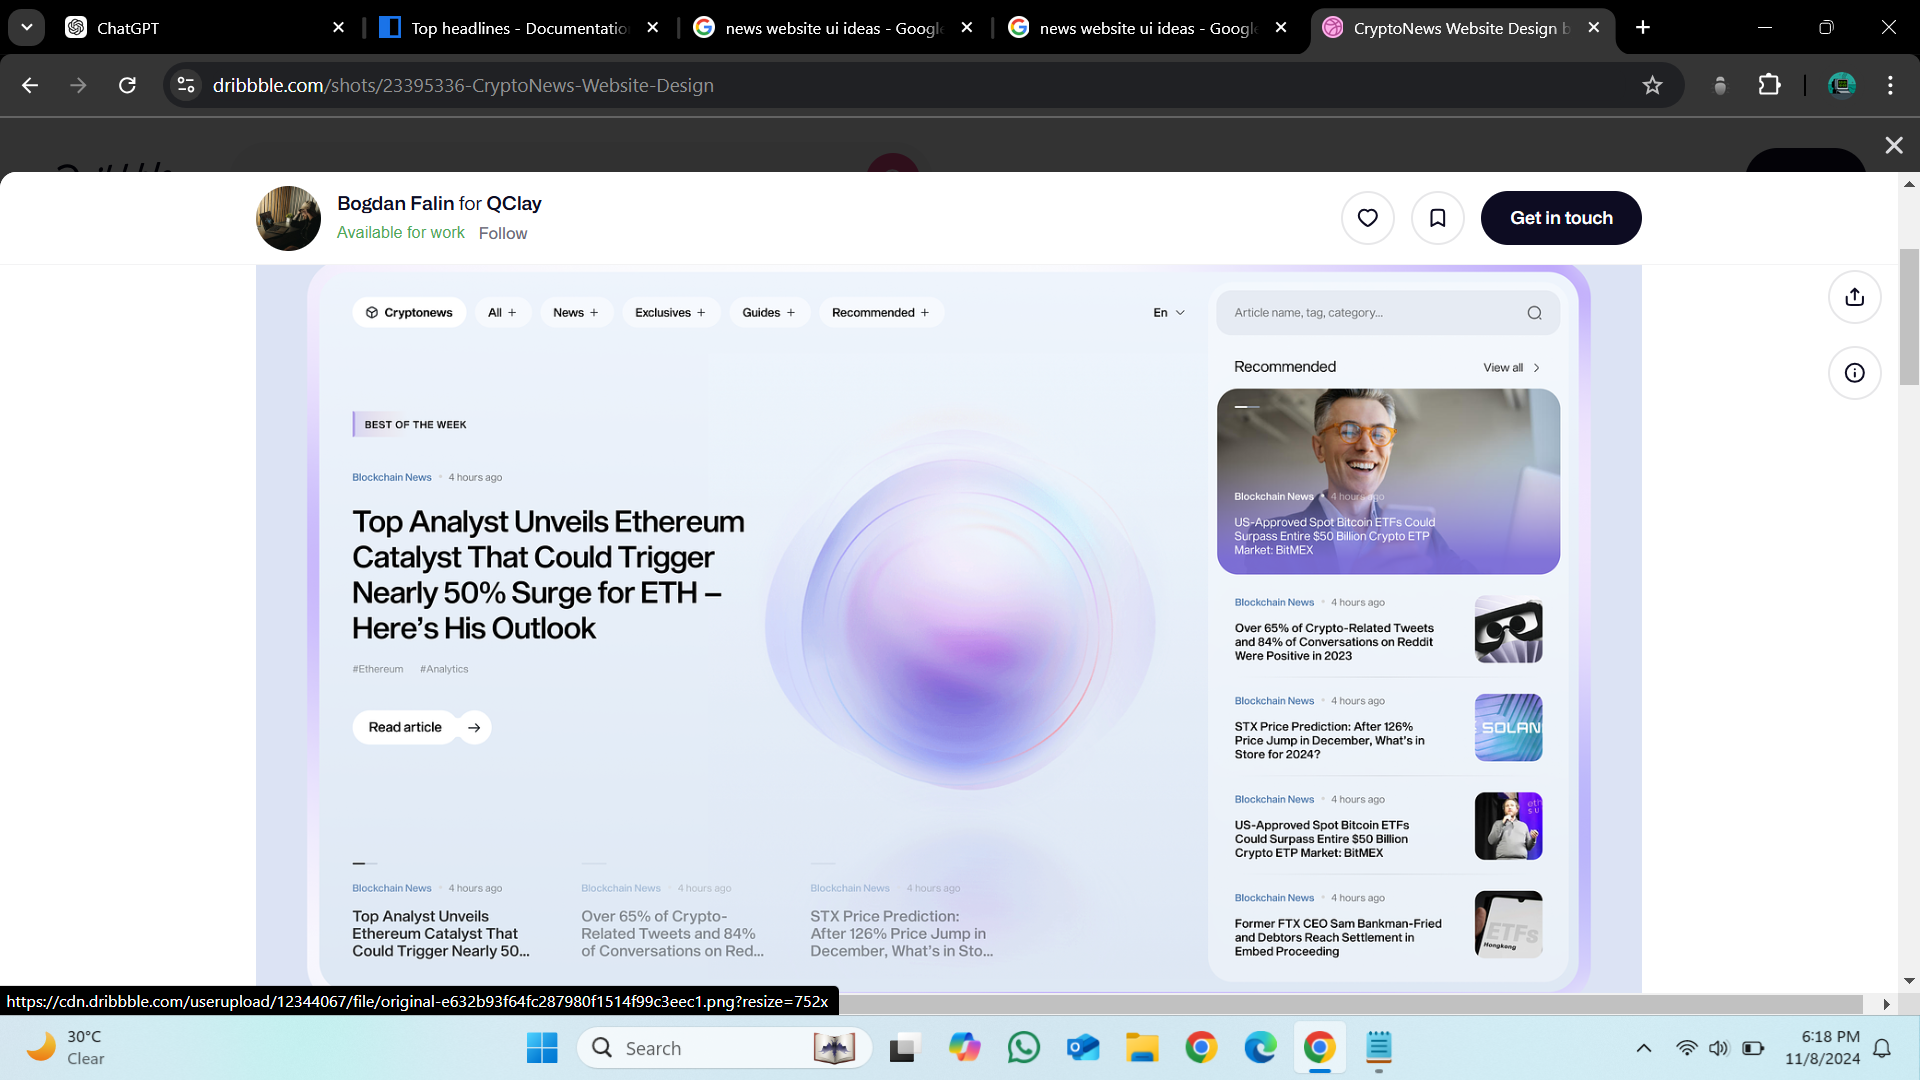 ChatGPT
Top headlines - Documentatio
news website ui ideas - Google
news website ui ideas - Google
CryptoNews Website Design b
dribbble.com/shots/23395336-CryptoNews-Website-Design
Bogdan Falin for QClay
Available for work Follow
Get in touch
Cryptonews
All +
News +
Exclusives +
Guides +
Recommended +
En
Article name, tag, category...
BEST OF THE WEEK
Blockchain News • 4 hours ago
Top Analyst Unveils Ethereum
Catalyst That Could Trigger
Nearly 50% Surge for ETH –
Here’s His Outlook
#Ethereum #Analytics
Read article
Blockchain News • 4 hours ago
Top Analyst Unveils
Ethereum Catalyst That
Could Trigger Nearly 50...
Blockchain News • 4 hours ago
Over 65% of Crypto-
Related Tweets and 84%
of Conversations on Red...
Blockchain News • 4 hours ago
STX Price Prediction:
After 126% Price Jump in
December, What’s in Sto...
Recommended
View all
Blockchain News • 4 hours ago
US-Approved Spot Bitcoin ETFs Could
Surpass Entire $50 Billion Crypto ETP
Market: BitMEX
Blockchain News • 4 hours ago
Over 65% of Crypto-Related Tweets
and 84% of Conversations on Reddit
Were Positive in 2023
Blockchain News • 4 hours ago
STX Price Prediction: After 126%
Price Jump in December, What’s in
Store for 2024?
SOLAN
Blockchain News • 4 hours ago
US-Approved Spot Bitcoin ETFs
Could Surpass Entire $50 Billion
Crypto ETP Market: BitMEX
Blockchain News • 4 hours ago
Former FTX CEO Sam Bankman-Fried
and Debtors Reach Settlement in
Embed Proceeding
ETFs
Hongkong
https://cdn.dribbble.com/userupload/12344067/file/original-e632b93f64fc287980f1514f99c3eec1.png?resize=752x
30°C
Clear
Search
6:18 PM
11/8/2024